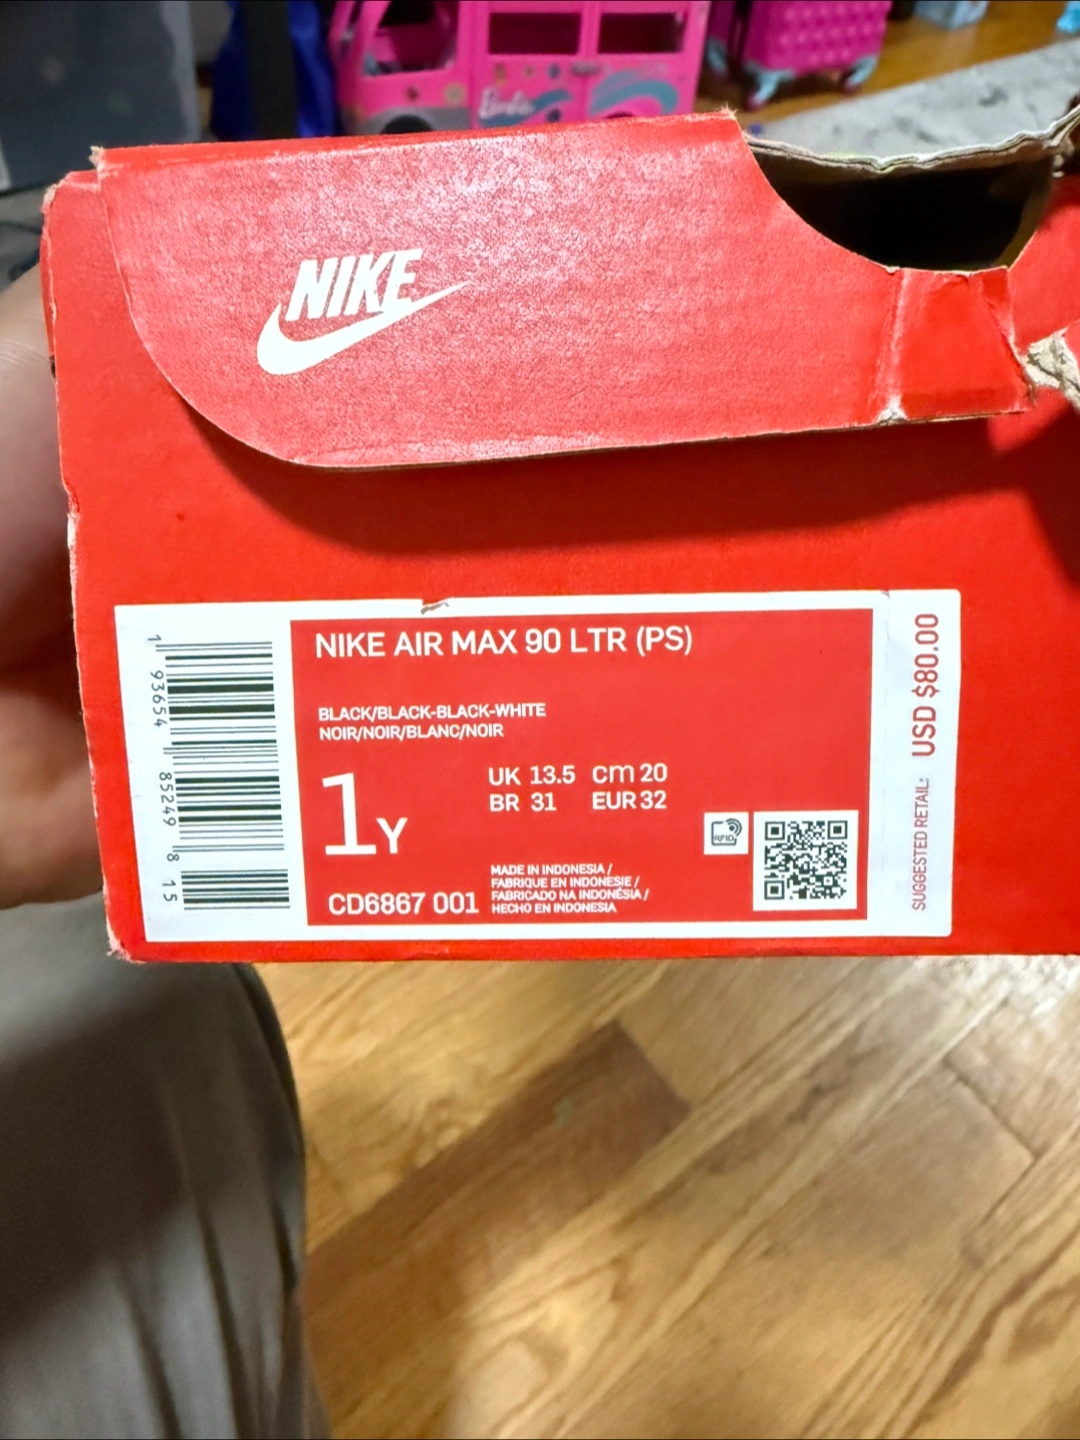 Barbie
NIKE
NIKE AIR MAX 90 LTR (PS)
BLACK/BLACK-BLACK-WHITE
NOIR/NOIR/BLANC/NOIR
1Y
UK 13.5 cm 20
BR 31 EUR 32
RFID
CD6867 001
MADE IN INDONESIA /
FABRIQUE EN INDONESIE /
FABRICADO NA INDONÉSIA /
HECHO EN INDONESIA
1 93654 85249 8 15
SUGGESTED RETAIL: USD $80.00